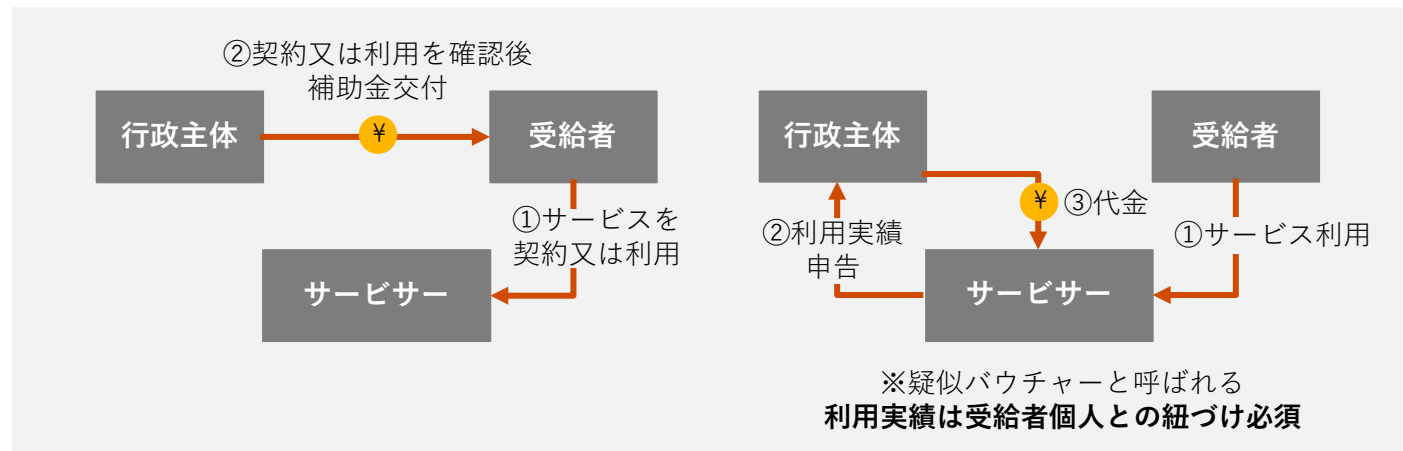 ②契約又は利用を確認後
補助金交付
行政主体
¥
受給者
①サービスを
契約又は利用
サービサー
行政主体
受給者
¥
③代金
②利用実績
申告
①サービス利用
サービサー
※疑似バウチャーと呼ばれる
利用実績は受給者個人との紐づけ必須